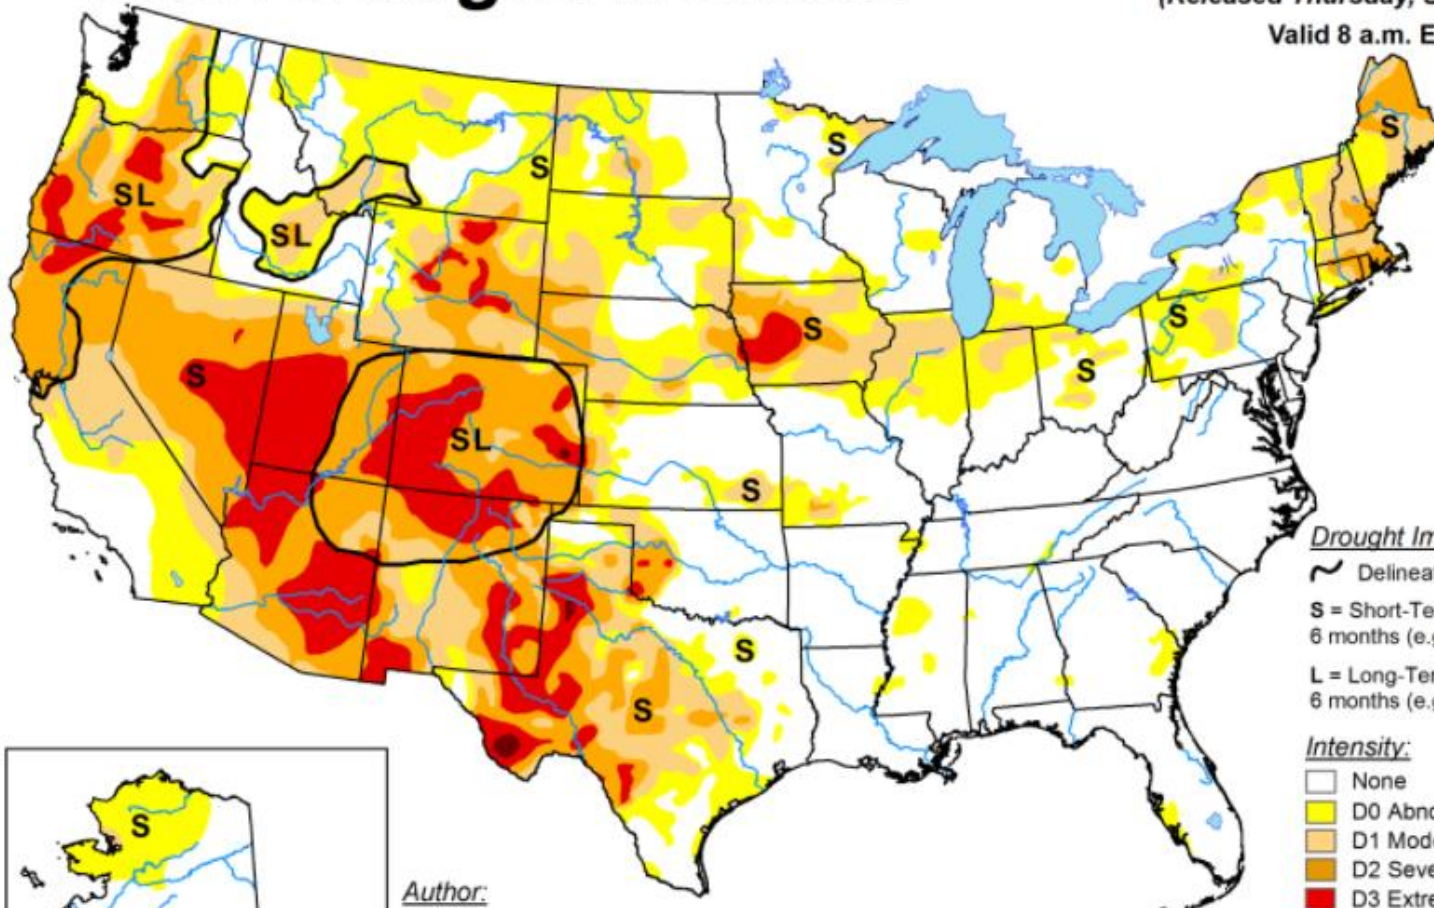 Valid 8 a.m. E
S
S
S
SL
SL
S
S
S
S
SL
S
S
S
S
Drought Im
Delinea
S = Short-Te
6 months (e.g
L = Long-Ter
6 months (e.g
Intensity:
None
D0 Abno
D1 Mode
D2 Seve
D3 Extre
Author: